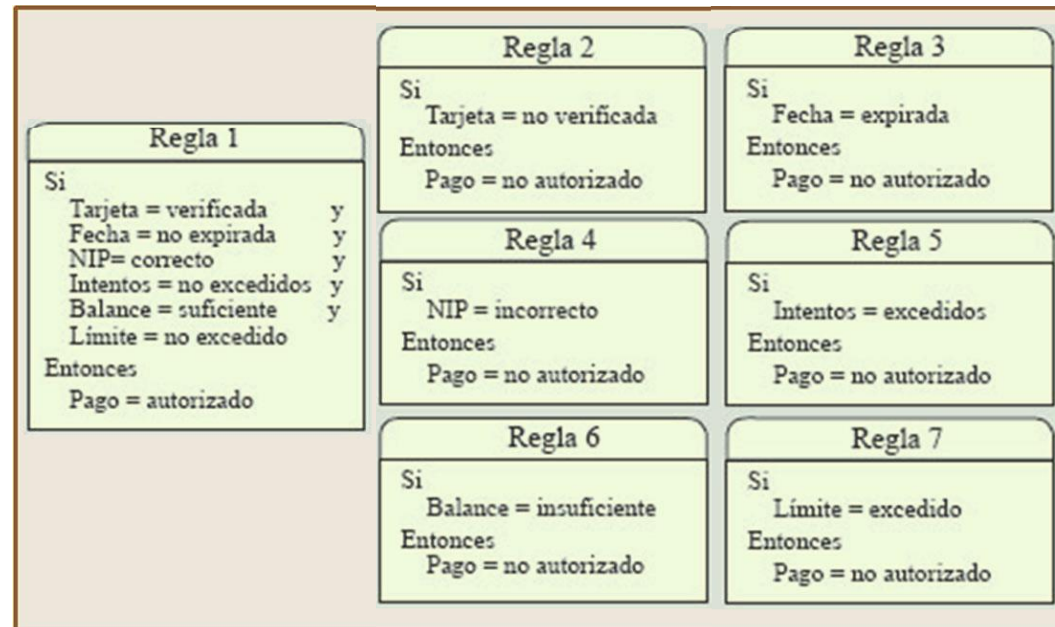 Regla 1
Si
Tarjeta = verificada y
Fecha = no expirada y
NIP= correcto y
Intentos = no excedidos y
Balance = suficiente y
Límite = no excedido
Entonces
Pago = autorizado
Regla 2
Si
Tarjeta = no verificada
Entonces
Pago = no autorizado
Regla 3
Si
Fecha = expirada
Entonces
Pago = no autorizado
Regla 4
Si
NIP = incorrecto
Entonces
Pago = no autorizado
Regla 5
Si
Intentos = excedidos
Entonces
Pago = no autorizado
Regla 6
Si
Balance = insuficiente
Entonces
Pago = no autorizado
Regla 7
Si
Límite = excedido
Entonces
Pago = no autorizado